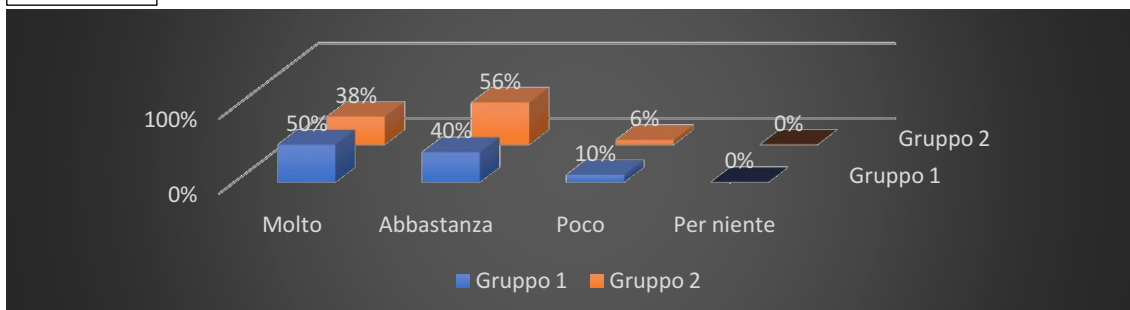 56%
38%
100%
50%
40%
6%
0%
Gruppo 2
10%
0%
Gruppo 1
0%
Molto Abbastanza Poco Per niente
Gruppo 1 Gruppo 2